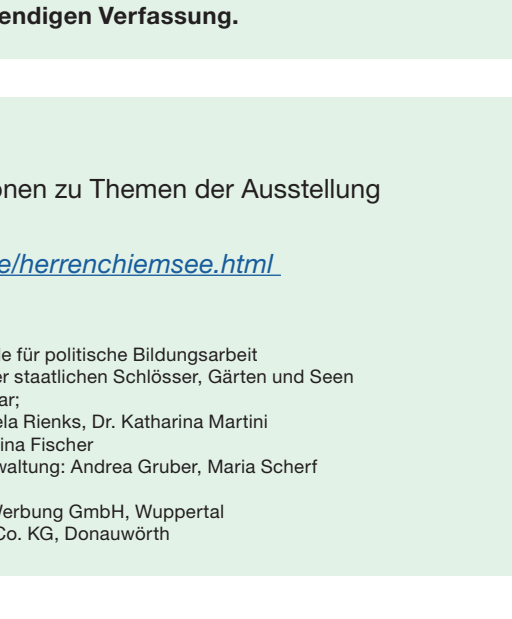 endigen Verfassung.
onen zu Themen der Ausstellung
e/herrenchiemsee.html
e für politische Bildungsarbeit
er staatlichen Schlösser, Gärten und Seen
ar;
ela Rienks, Dr. Katharina Martini
ina Fischer
waltung: Andrea Gruber, Maria Scherf
Werbung GmbH, Wuppertal
Co. KG, Donauwörth